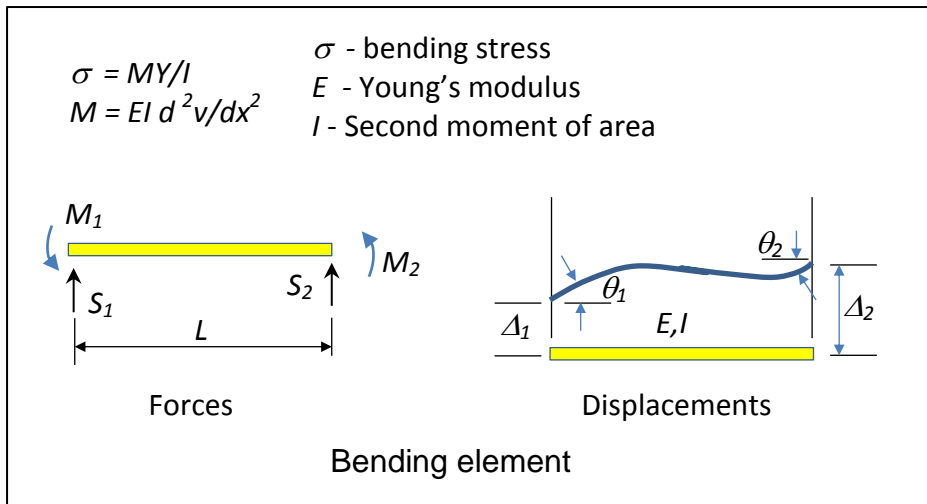 σ = MY/I
M = EI d²v/dx²
σ - bending stress
E - Young's modulus
I - Second moment of area
M₁
M₂
S₁
S₂
L
Forces
θ₁
θ₂
Δ₁
Δ₂
E,I
Displacements
Bending element